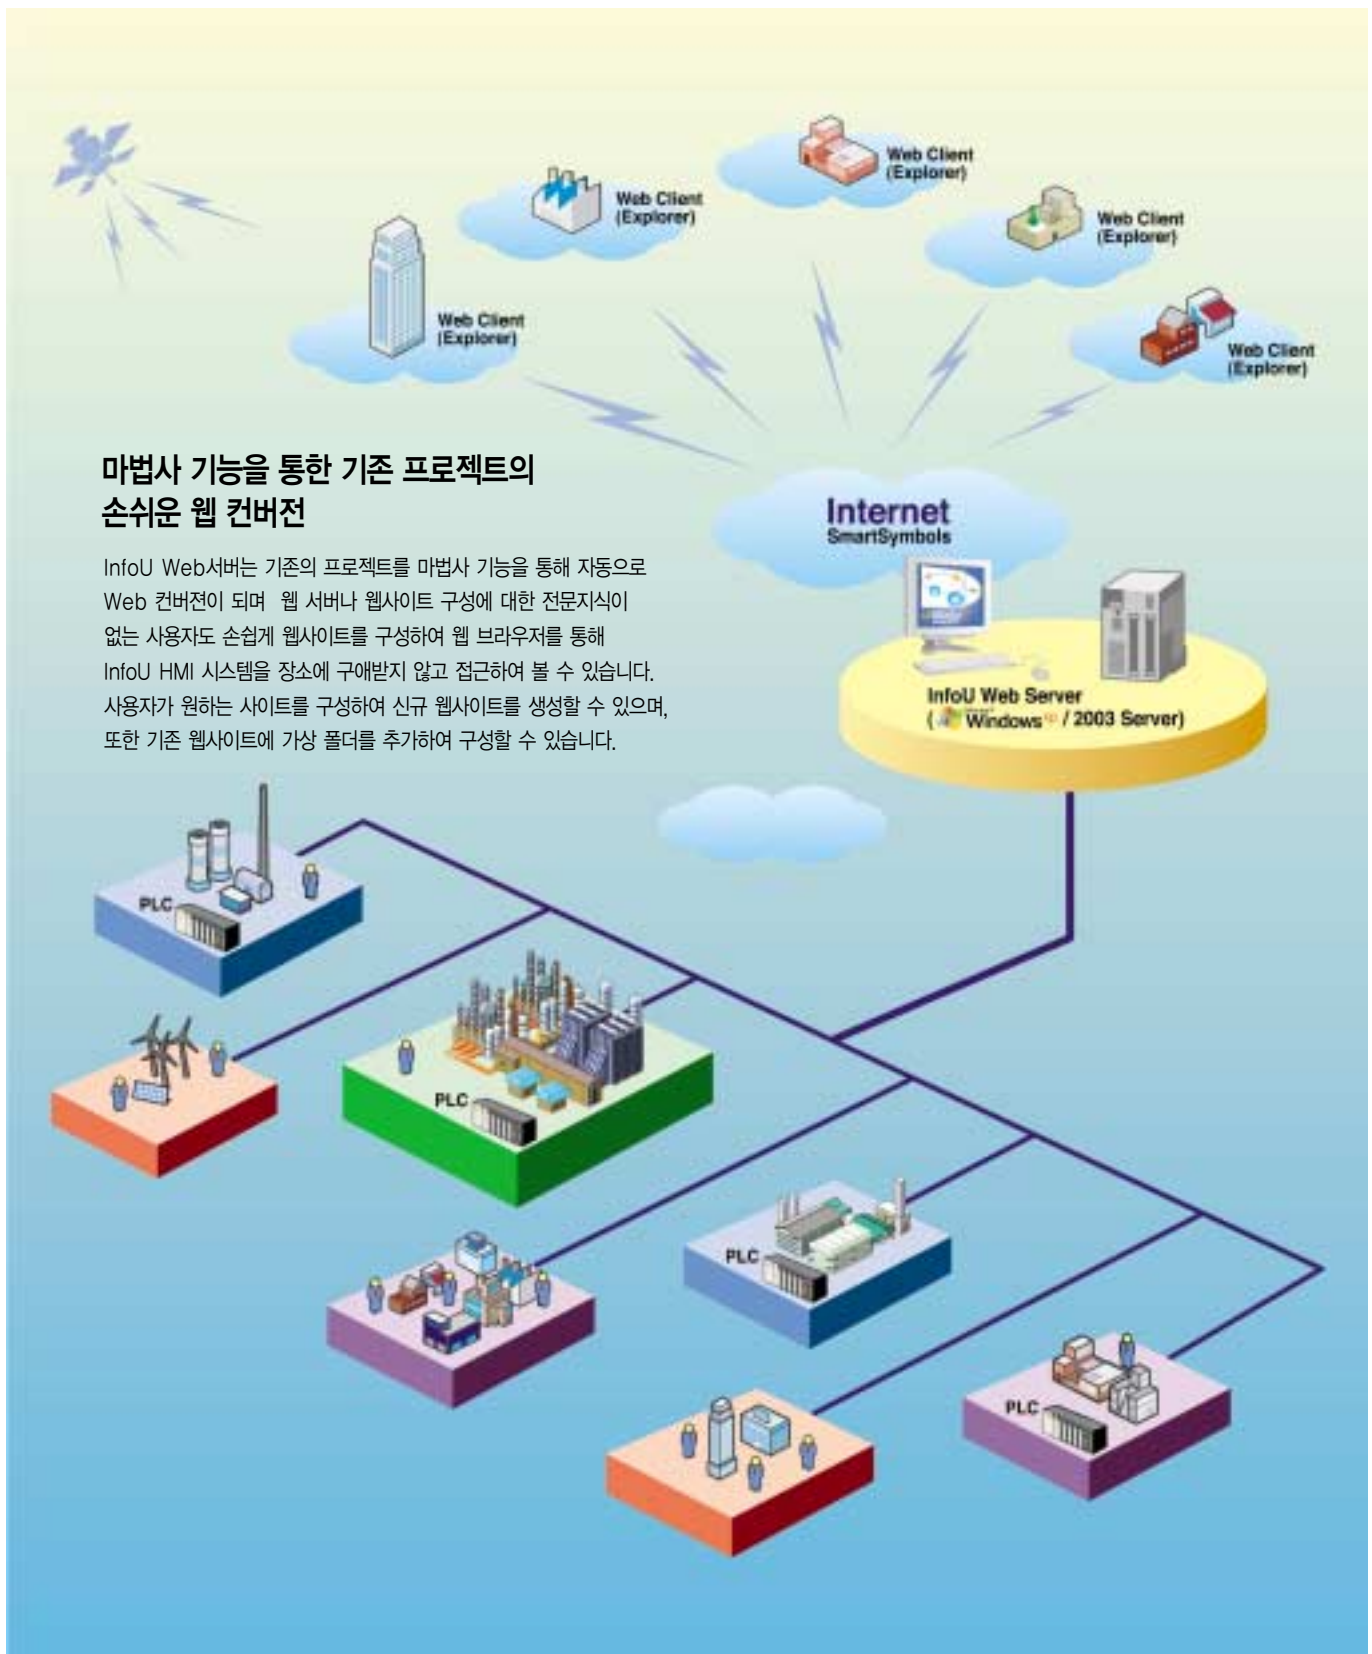 Web Client
(Explorer)
Web Client
(Explorer)
Web Client
(Explorer)
Web Client
(Explorer)
Web Client
(Explorer)
마법사 기능을 통한 기존 프로젝트의
손쉬운 웹 컨버전
InfoU Web서버는 기존의 프로젝트를 마법사 기능을 통해 자동으로
Web 컨버젼이 되며 웹 서버나 웹사이트 구성에 대한 전문지식이
없는 사용자도 손쉽게 웹사이트를 구성하여 웹 브라우저를 통해
InfoU HMI 시스템을 장소에 구애받지 않고 접근하여 볼 수 있습니다.
사용자가 원하는 사이트를 구성하여 신규 웹사이트를 생성할 수 있으며,
또한 기존 웹사이트에 가상 폴더를 추가하여 구성할 수 있습니다.
Internet
SmartSymbols
InfoU Web Server
( Windows xp / 2003 Server)
PLC
PLC
PLC
PLC